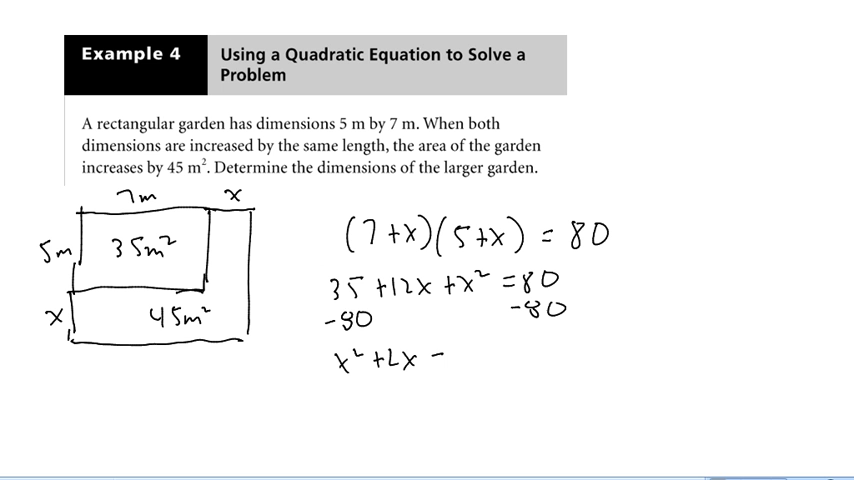 Example 4
Using a Quadratic Equation to Solve a
Problem
A rectangular garden has dimensions 5 m by 7 m. When both
dimensions are increased by the same length, the area of the garden
increases by 45 m². Determine the dimensions of the larger garden.
7m x
5m 35m²
x 45m²
(7+x)(5+x) = 80
35 +12x +x² =80
-80 -80
x² +2x -